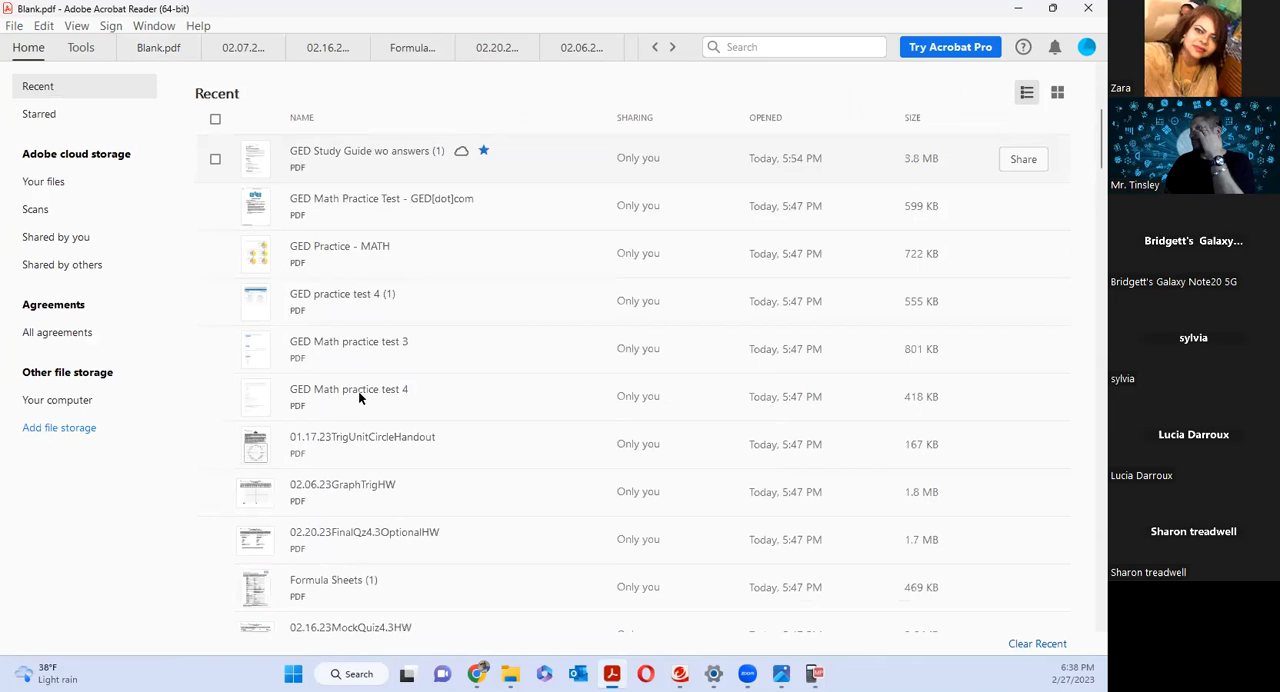 Blank.pdf - Adobe Acrobat Reader (64-bit)
File Edit View Sign Window Help
Home Tools Blank.pdf 02.07.2... 02.16.2... Formula... 02.20.2... 02.06.2... Search Try Acrobat Pro
Recent
Starred
Adobe cloud storage
Your files
Scans
Shared by you
Shared by others
Agreements
All agreements
Other file storage
Your computer
Add file storage
Recent
NAME SHARING OPENED SIZE
GED Study Guide wo answers (1) Only you Today, 5:54 PM 3.8 MB Share
PDF
GED Math Practice Test - GED[dot]com Only you Today, 5:47 PM 599 KB
PDF
GED Practice - MATH Only you Today, 5:47 PM 722 KB
PDF
GED practice test 4 (1) Only you Today, 5:47 PM 555 KB
PDF
GED Math practice test 3 Only you Today, 5:47 PM 801 KB
PDF
GED Math practice test 4 Only you Today, 5:47 PM 418 KB
PDF
01.17.23TrigUnitCircleHandout Only you Today, 5:47 PM 167 KB
PDF
02.06.23GraphTrigHW Only you Today, 5:47 PM 1.8 MB
PDF
02.20.23FinalQz4.3OptionalHW Only you Today, 5:47 PM 1.7 MB
PDF
Formula Sheets (1) Only you Today, 5:47 PM 469 KB
PDF
02.16.23MockQuiz4.3HW
Clear Recent
Zara
Mr. Tinsley
Bridgett's Galaxy...
Bridgett's Galaxy Note20 5G
sylvia
sylvia
Lucia Darroux
Lucia Darroux
Sharon treadwell
Sharon treadwell
38°F
Light rain
Search
zoom
6:38 PM
2/27/2023